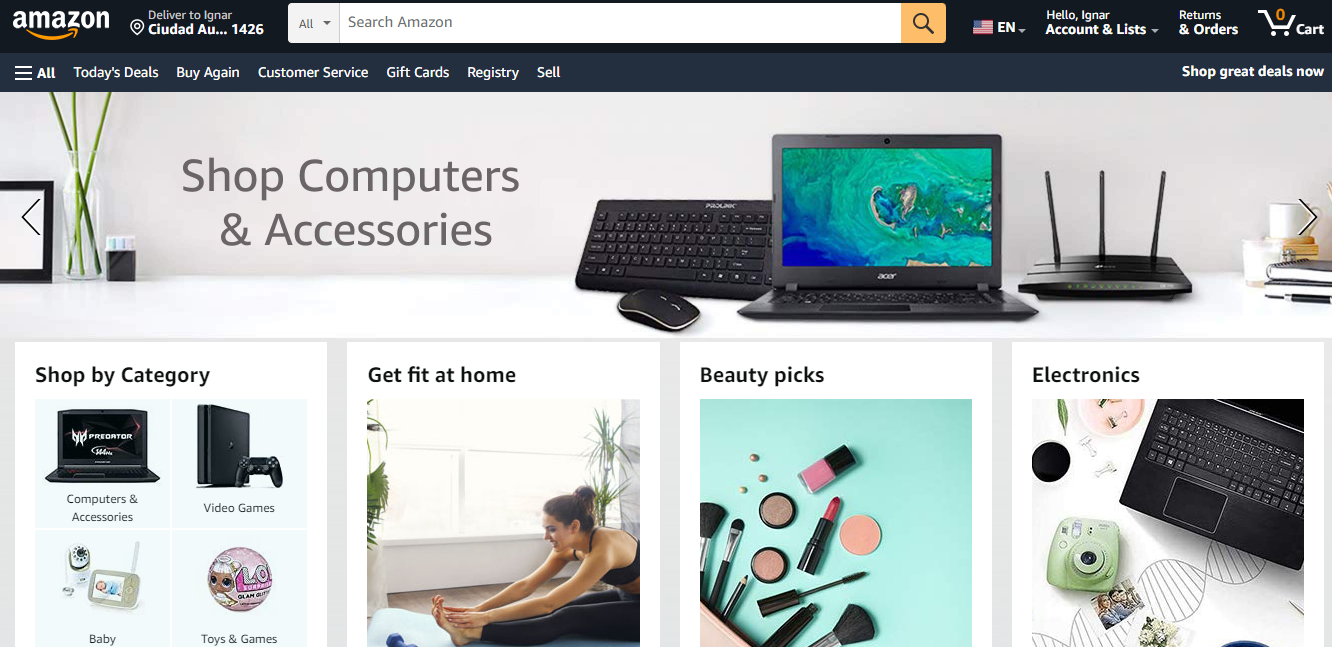 amazon
Deliver to Ignar
Ciudad Au... 1426
All
Search Amazon
EN
Hello, Ignar
Account & Lists
Returns
& Orders
0
Cart
All
Today's Deals
Buy Again
Customer Service
Gift Cards
Registry
Sell
Shop great deals now
Shop Computers
& Accessories
PROLINK
acer
Shop by Category
Get fit at home
Beauty picks
Electronics
PREDATOR
Computers &
Accessories
Video Games
L.O.L.
SURPRISE
Baby
Toys & Games